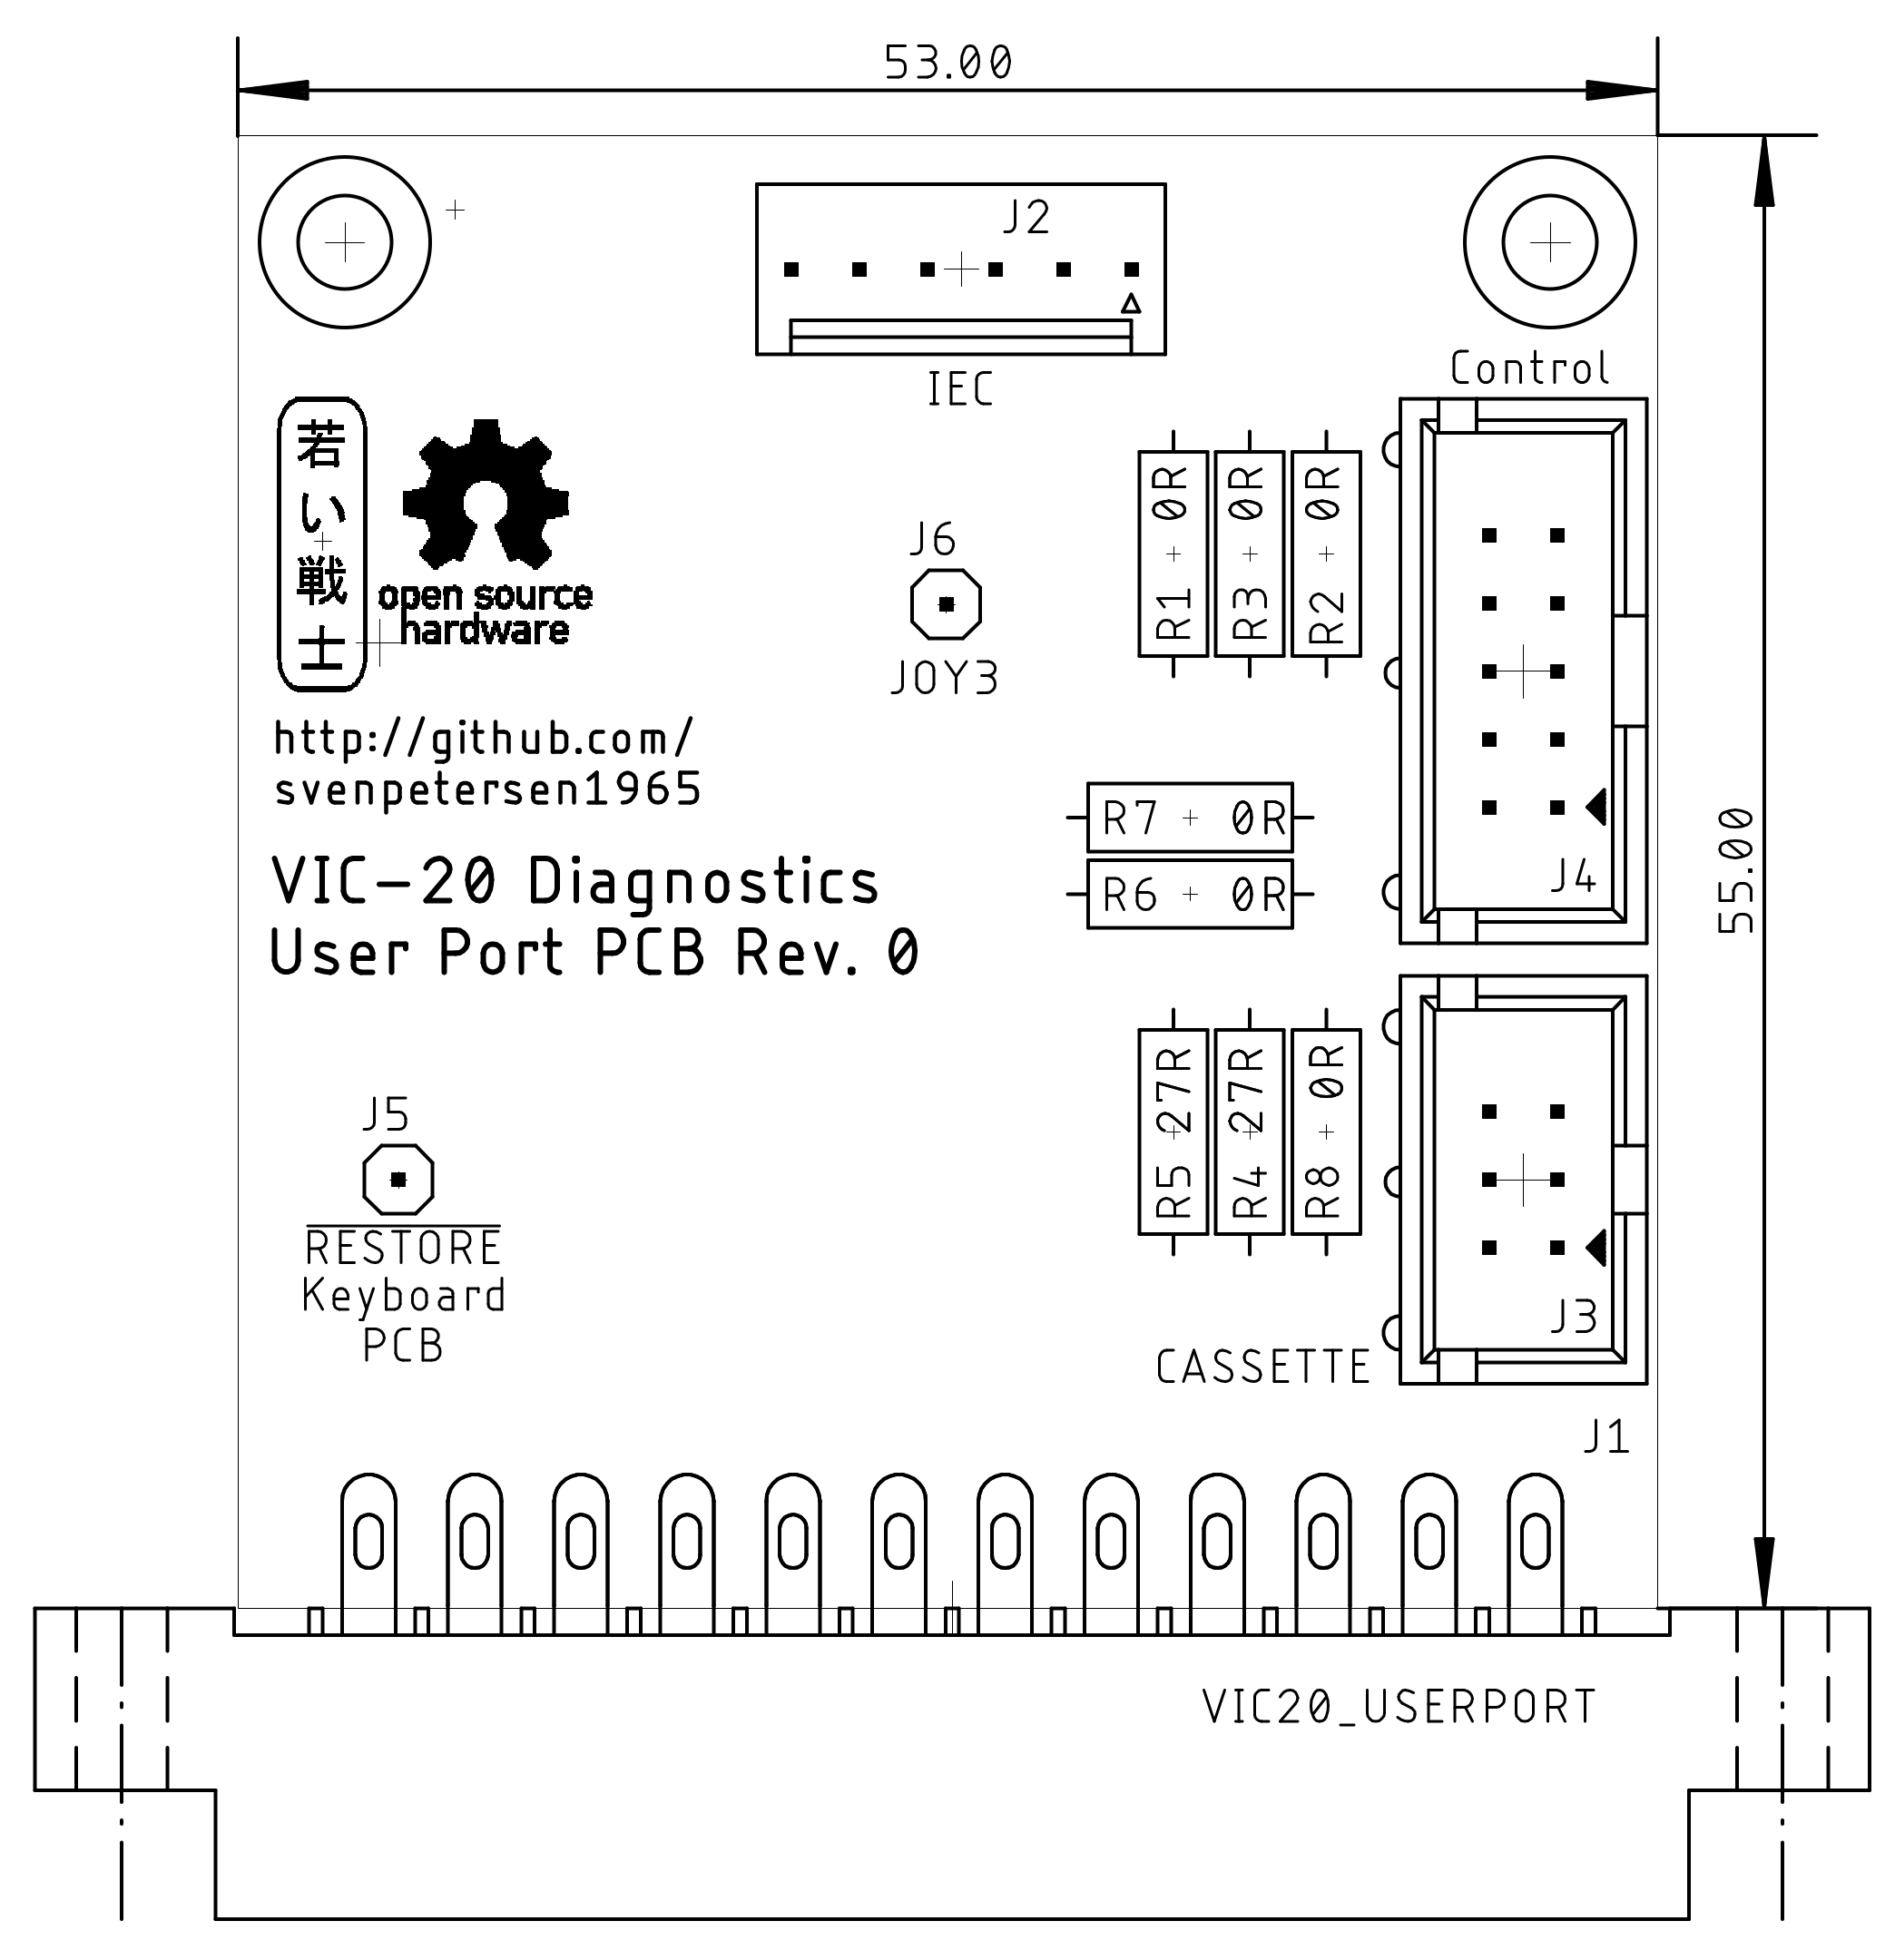 53.00
J2
IEC
Control
若い戦士
open source
hardware
J6
JOY3
R1 0R
R3 0R
R2 0R
http://github.com/
svenpetersen1965
R7 0R
R6 0R
J4
55.00
VIC-20 Diagnostics
User Port PCB Rev. 0
J5
RESTORE
Keyboard
PCB
R5 27R
R4 27R
R8 0R
J3
CASSETTE
J1
VIC20_USERPORT